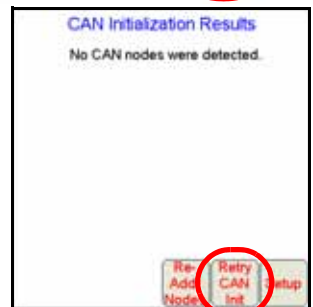 CAN Initialization Results
No CAN nodes were detected.
Re-
Add
Node
Retry
CAN
Init
Setup